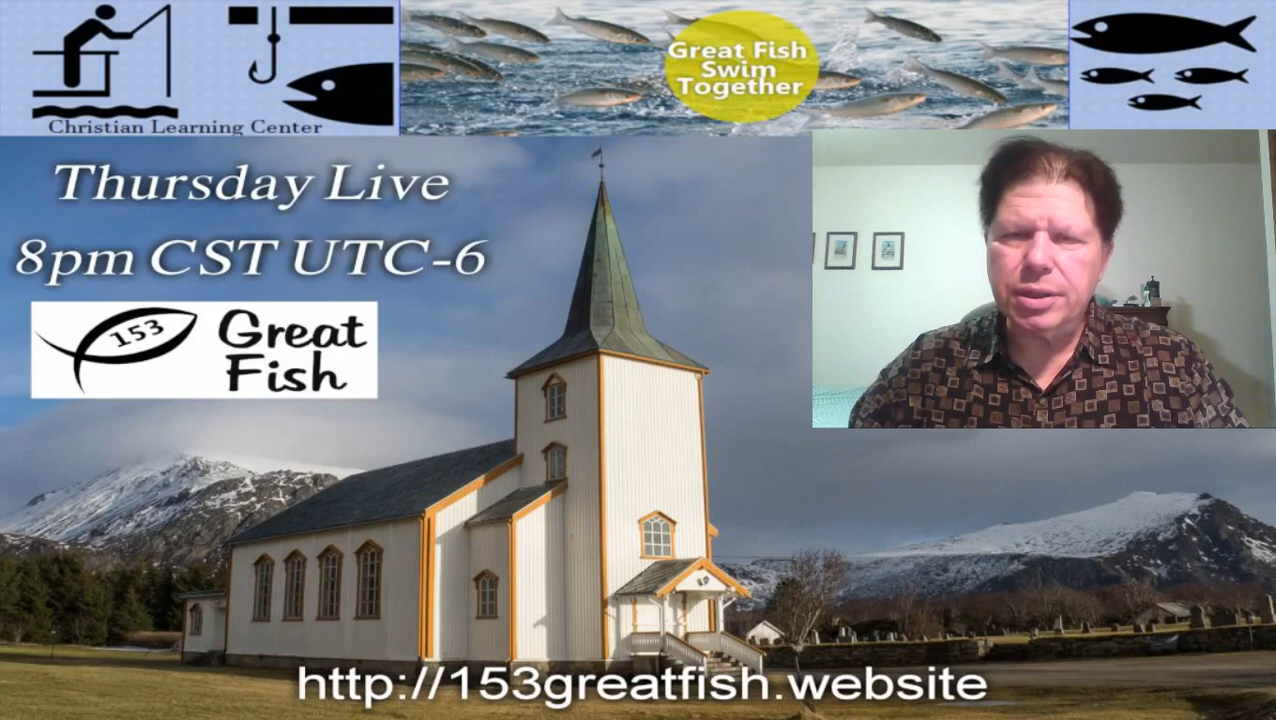 Christian Learning Center
Great Fish
Swim
Together
Thursday Live
8pm CST UTC-6
153
Great
Fish
http://153greatfish.website